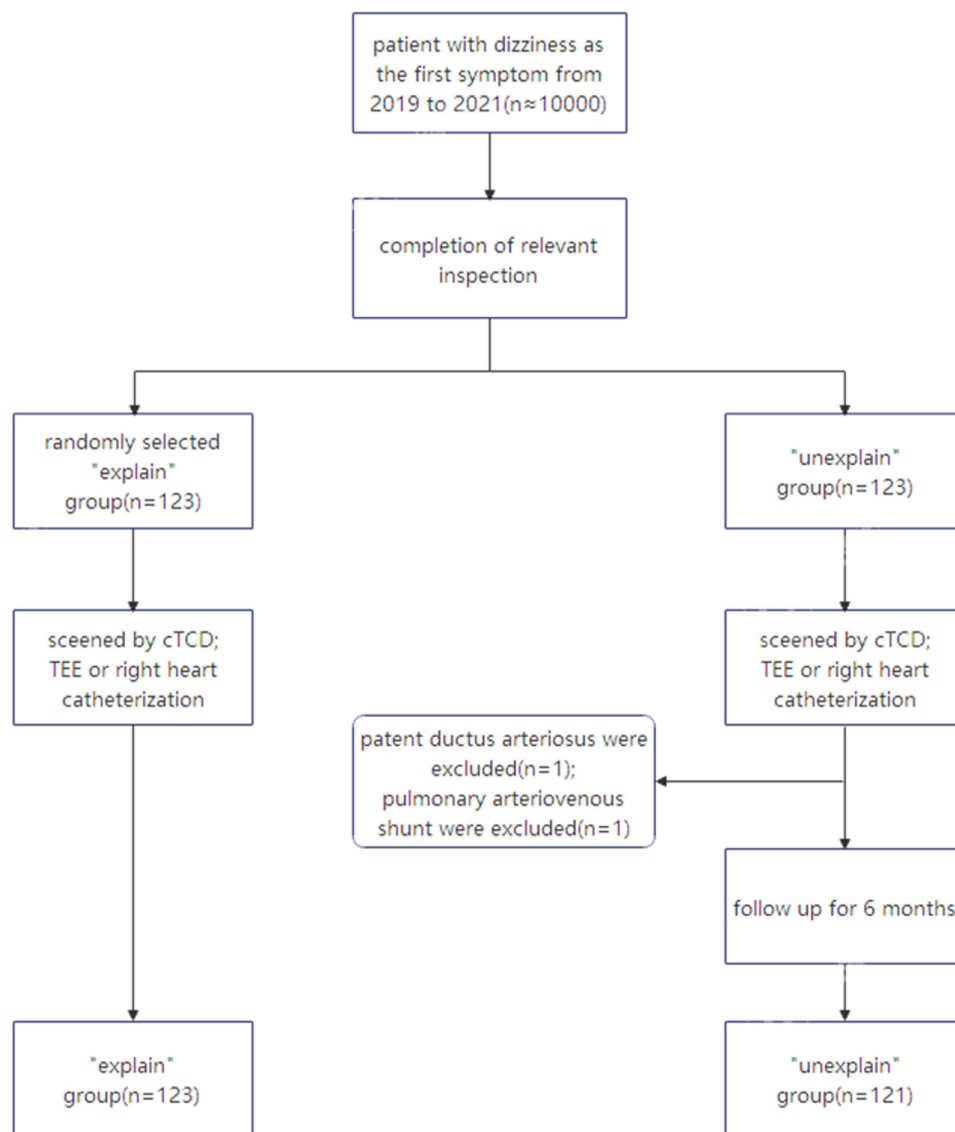 patient with dizziness as
the first symptom from
2019 to 2021(n≈10000)
completion of relevant
inspection
randomly selected
"explain"
group(n=123)
"unexplain"
group(n=123)
sceened by cTCD;
TEE or right heart
catheterization
sceened by cTCD;
TEE or right heart
catheterization
patent ductus arteriosus were
excluded(n=1);
pulmonary arteriovenous
shunt were excluded(n=1)
follow up for 6 months
"explain"
group(n=123)
"unexplain"
group(n=121)